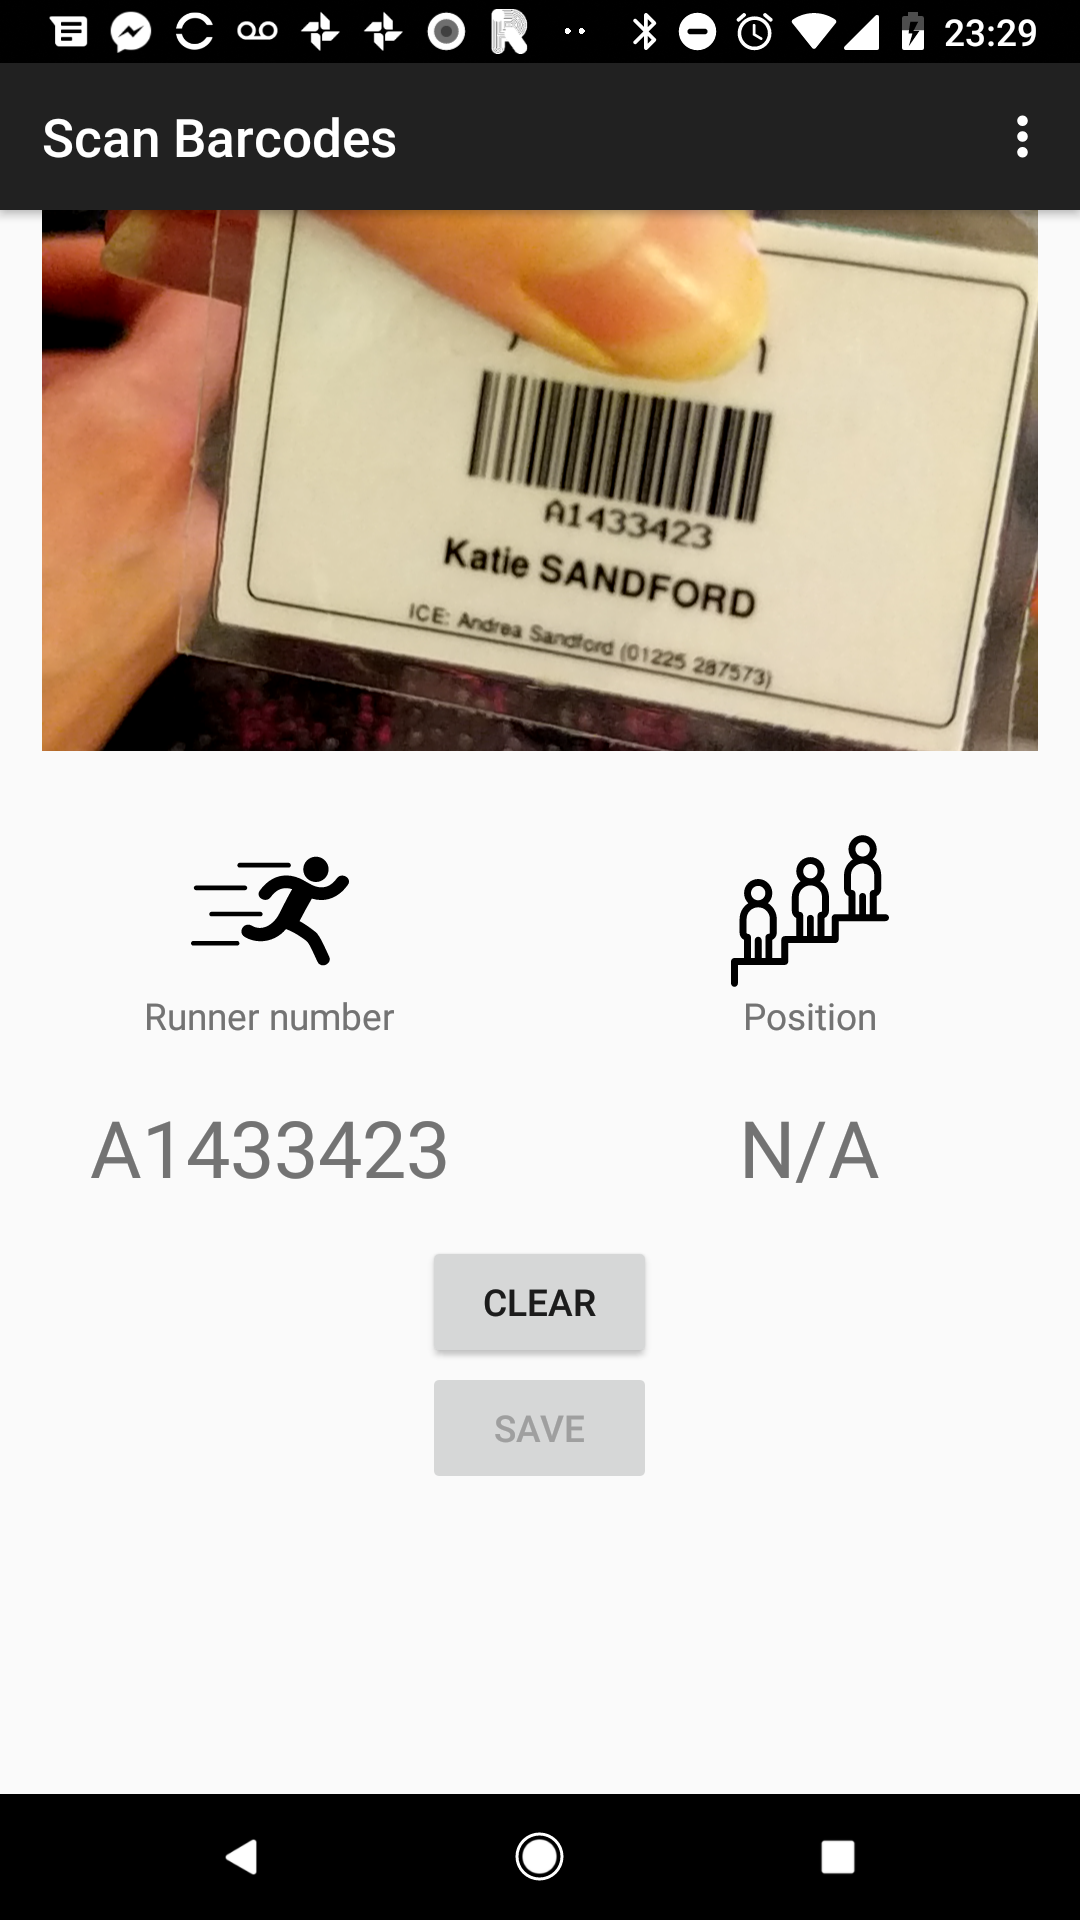 23:29
Scan Barcodes
A1433423
Katie SANDFORD
ICE: Andrea Sandford (01225 287573)
Runner number
Position
A1433423
N/A
CLEAR
SAVE